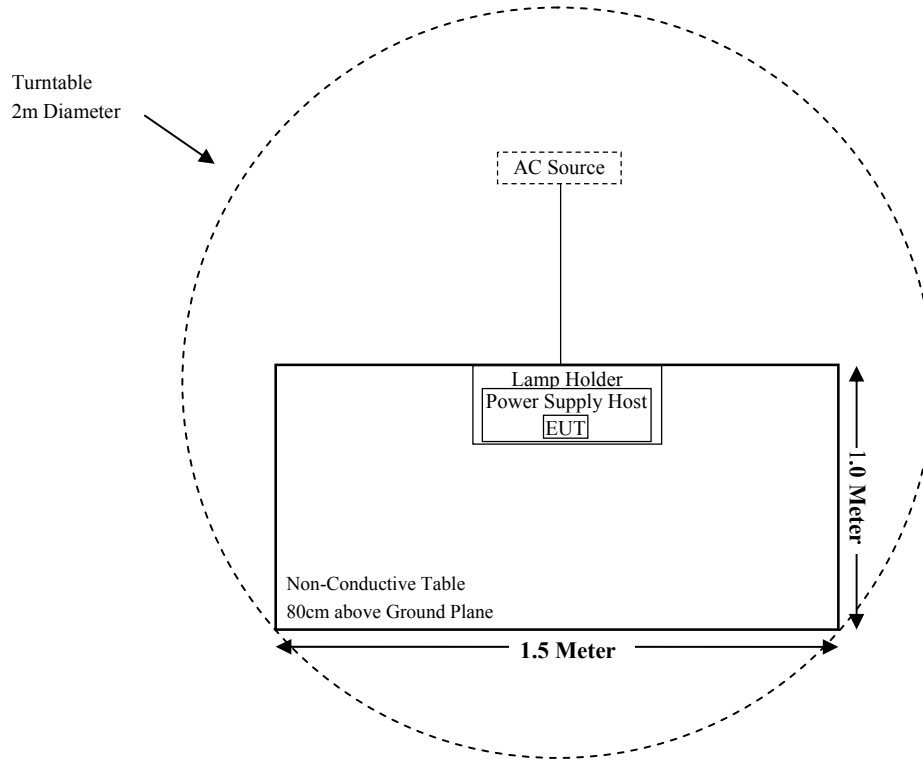 Turntable
2m Diameter
AC Source
Lamp Holder
Power Supply Host
EUT
1.0 Meter
Non-Conductive Table
80cm above Ground Plane
1.5 Meter